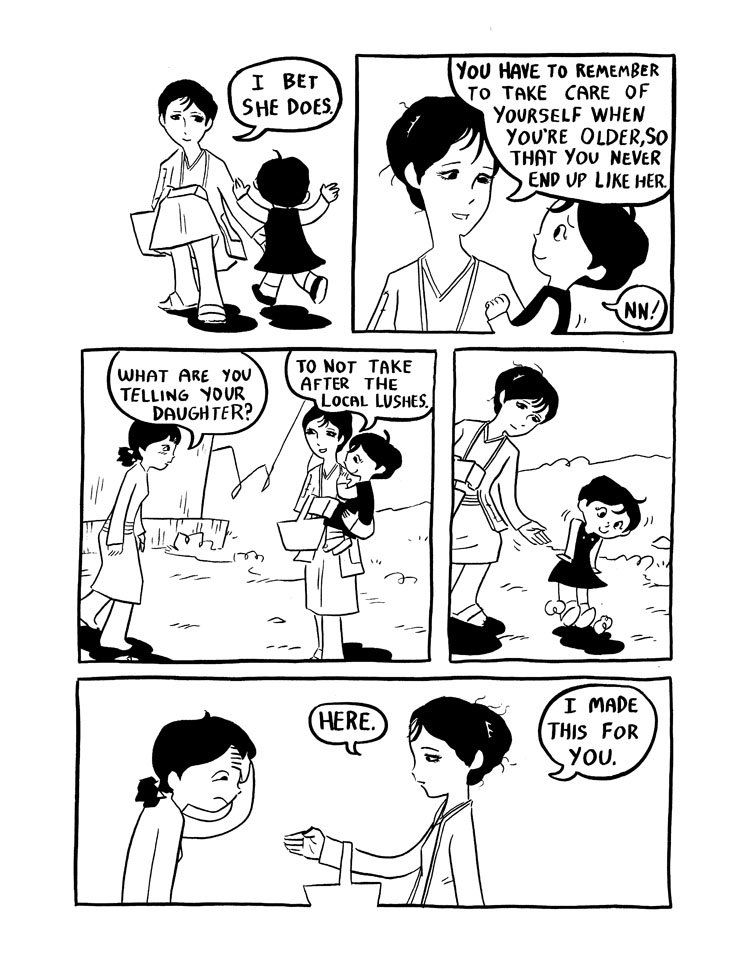 I BET
SHE DOES.
YOU HAVE TO REMEMBER
TO TAKE CARE OF
YOURSELF WHEN
YOU'RE OLDER, SO
THAT YOU NEVER
END UP LIKE HER.
NN!
WHAT ARE YOU
TELLING YOUR
DAUGHTER?
TO NOT TAKE
AFTER THE
LOCAL LUSHES.
HERE.
I MADE
THIS FOR
YOU.